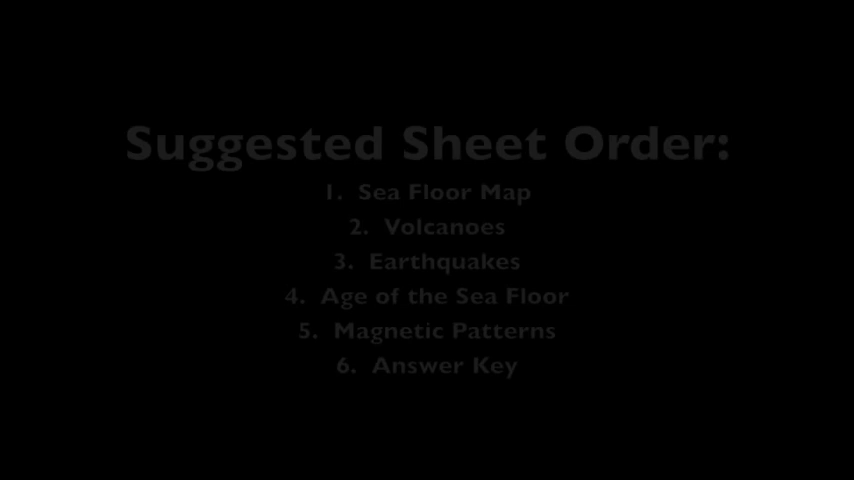 Suggested Sheet Order:
1. Sea Floor Map
2. Volcanoes
3. Earthquakes
4. Age of the Sea Floor
5. Magnetic Patterns
6. Answer Key